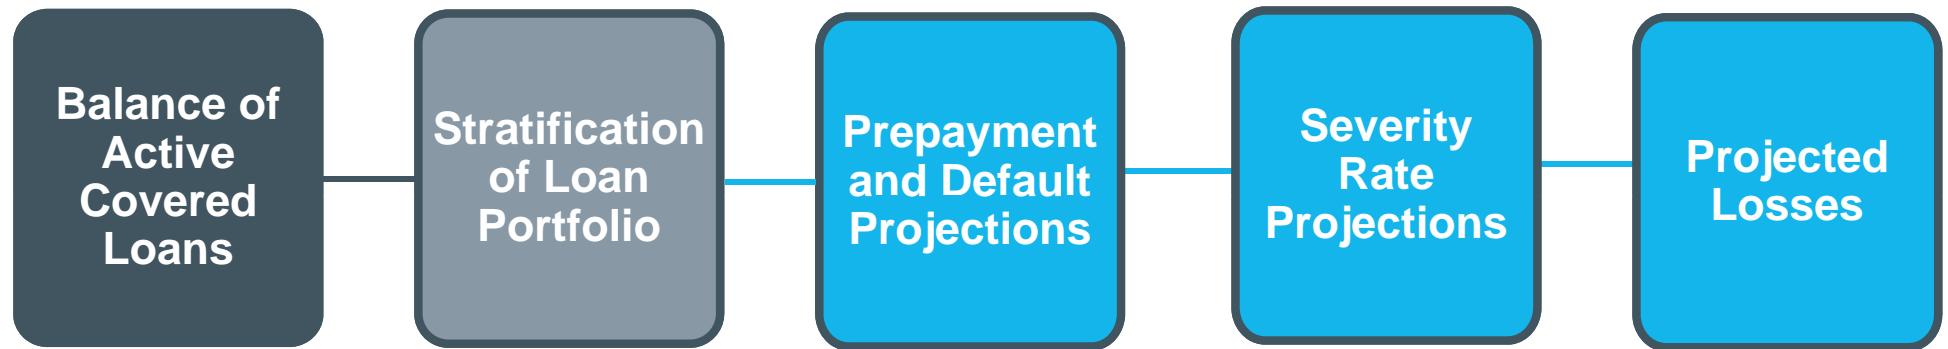 Balance of
Active
Covered
Loans
Stratification
of Loan
Portfolio
Prepayment
and Default
Projections
Severity
Rate
Projections
Projected
Losses